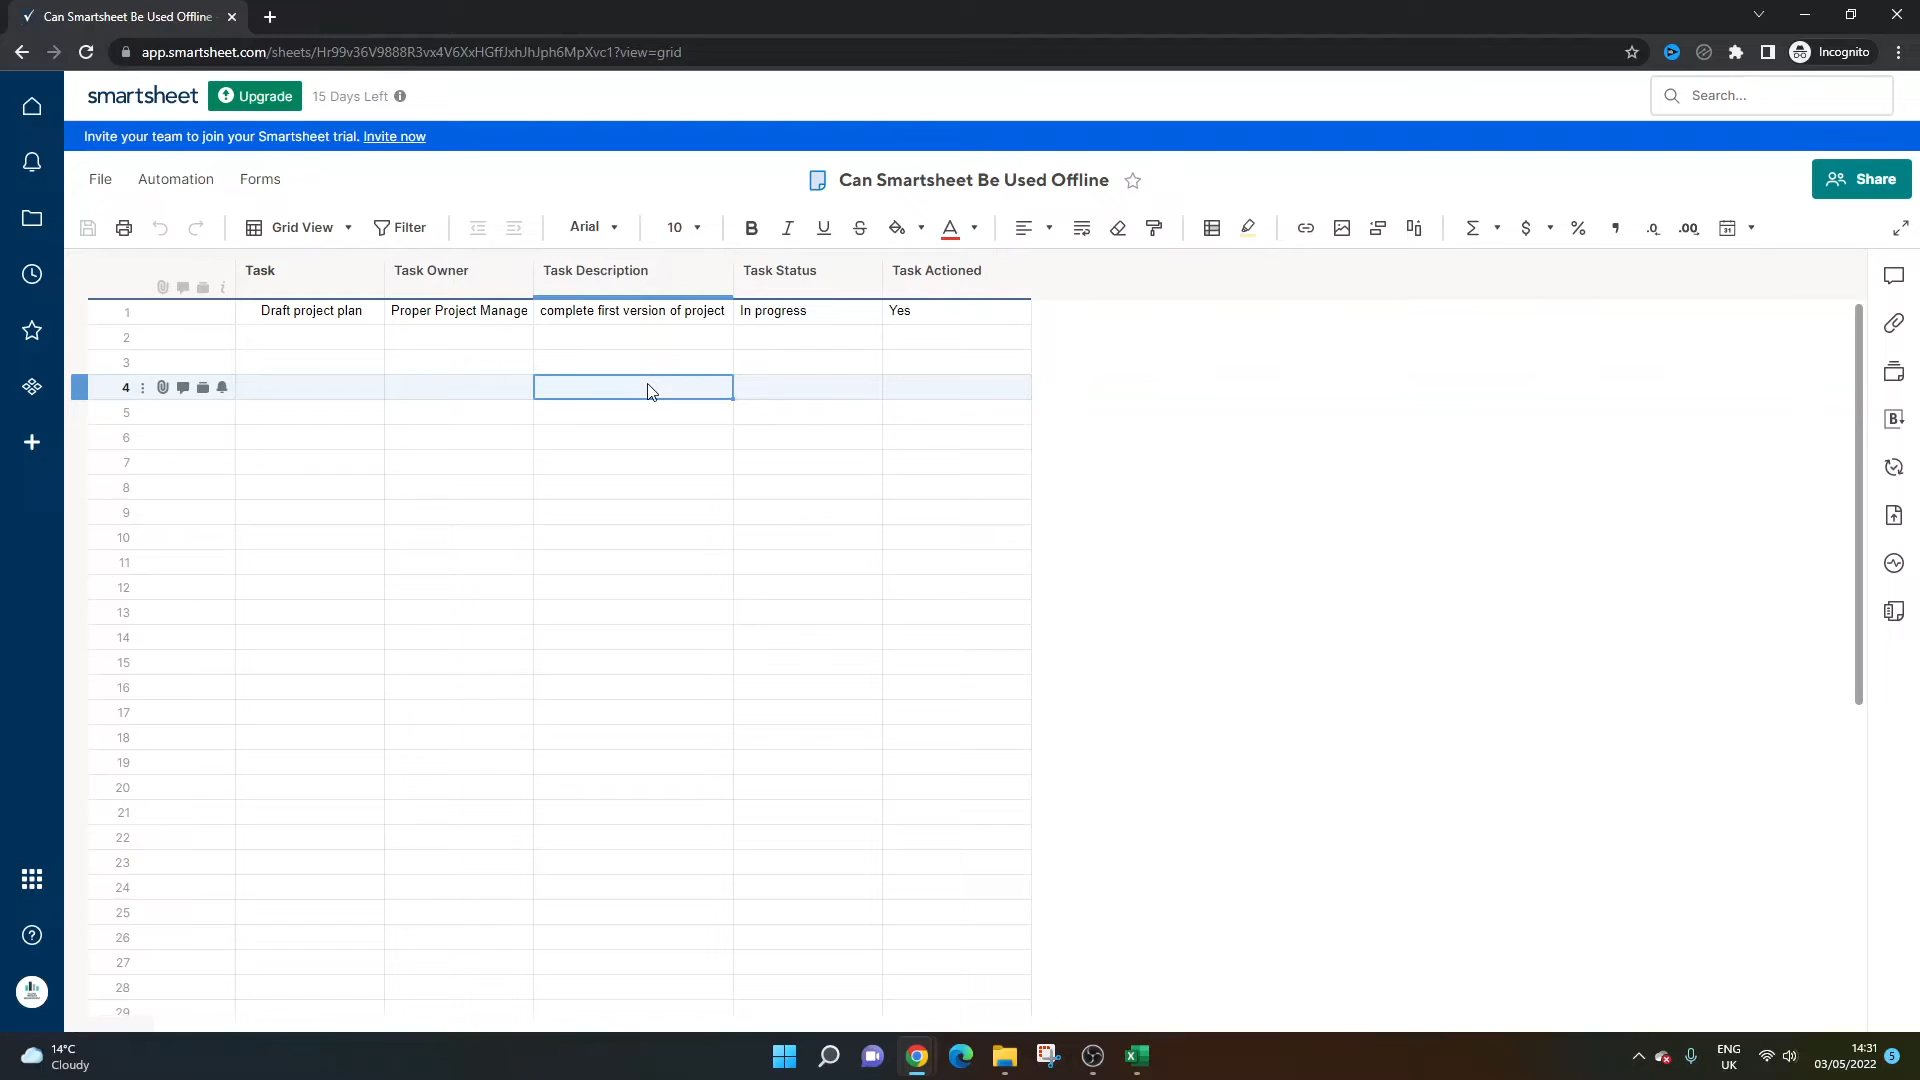 Can Smartsheet Be Used Offline
Incognito
app.smartsheet.com/sheets/Hr99v36V9888R3vx4V6XxHGffJxhJhJph6MpXvc1?view=grid
smartsheet Upgrade 15 Days Left Search...
Invite your team to join your Smartsheet trial. Invite now
File Automation Forms Can Smartsheet Be Used Offline Share
Grid View Filter Arial 10 B I U S A $ % .0 .00 31
Task Task Owner Task Description Task Status Task Actioned
1 Draft project plan Proper Project Manage complete first version of project In progress Yes
2
3
4
5
6
7
8
9
10
11
12
13
14
15
16
17
18
19
20
21
22
23
24
25
26
27
28
29
14°C
Cloudy
ENG
UK
14:31
03/05/2022
5